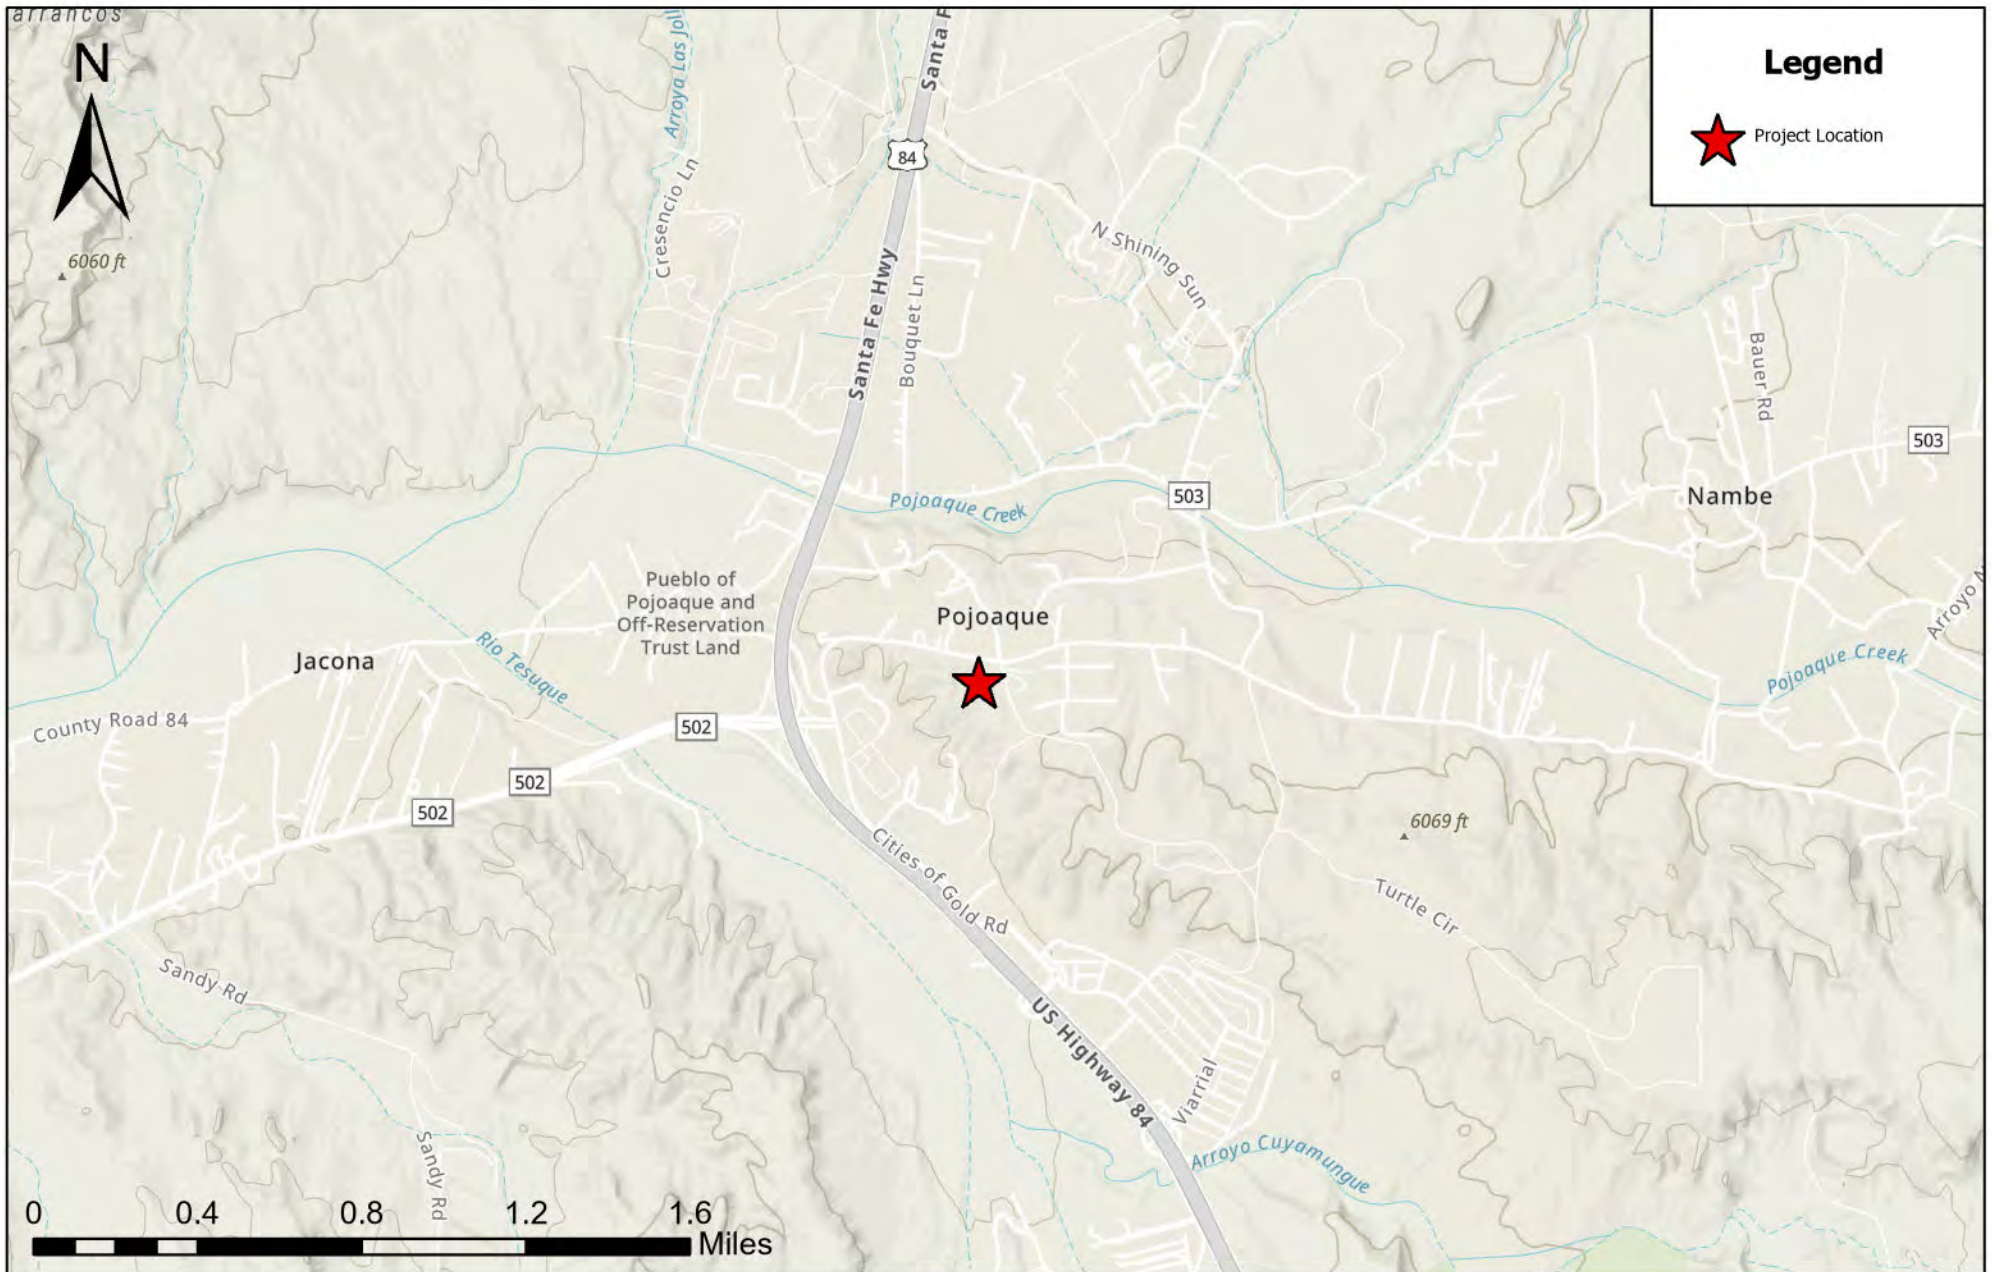 arrancos
N
Legend
Project Location
Santa F
84
Arroya Las Jol
Cresencio Ln
6060 ft
N Shining Sun
Santa Fe Hwy
Bouquet Ln
Bauer Rd
503
Nambe
503
Pojoaque Creek
Pueblo of
Pojoaque and
Off-Reservation
Trust Land
Pojoaque
Arroyo N
Jacona
Rio Tesuque
Pojoaque Creek
County Road 84
502
502
502
6069 ft
Cities of Gold Rd
Turtle Cir
Sandy Rd
US Highway 84
Viarrial
Sandy Rd
Arroyo Cuyamungue
0 0.4 0.8 1.2 1.6
Miles